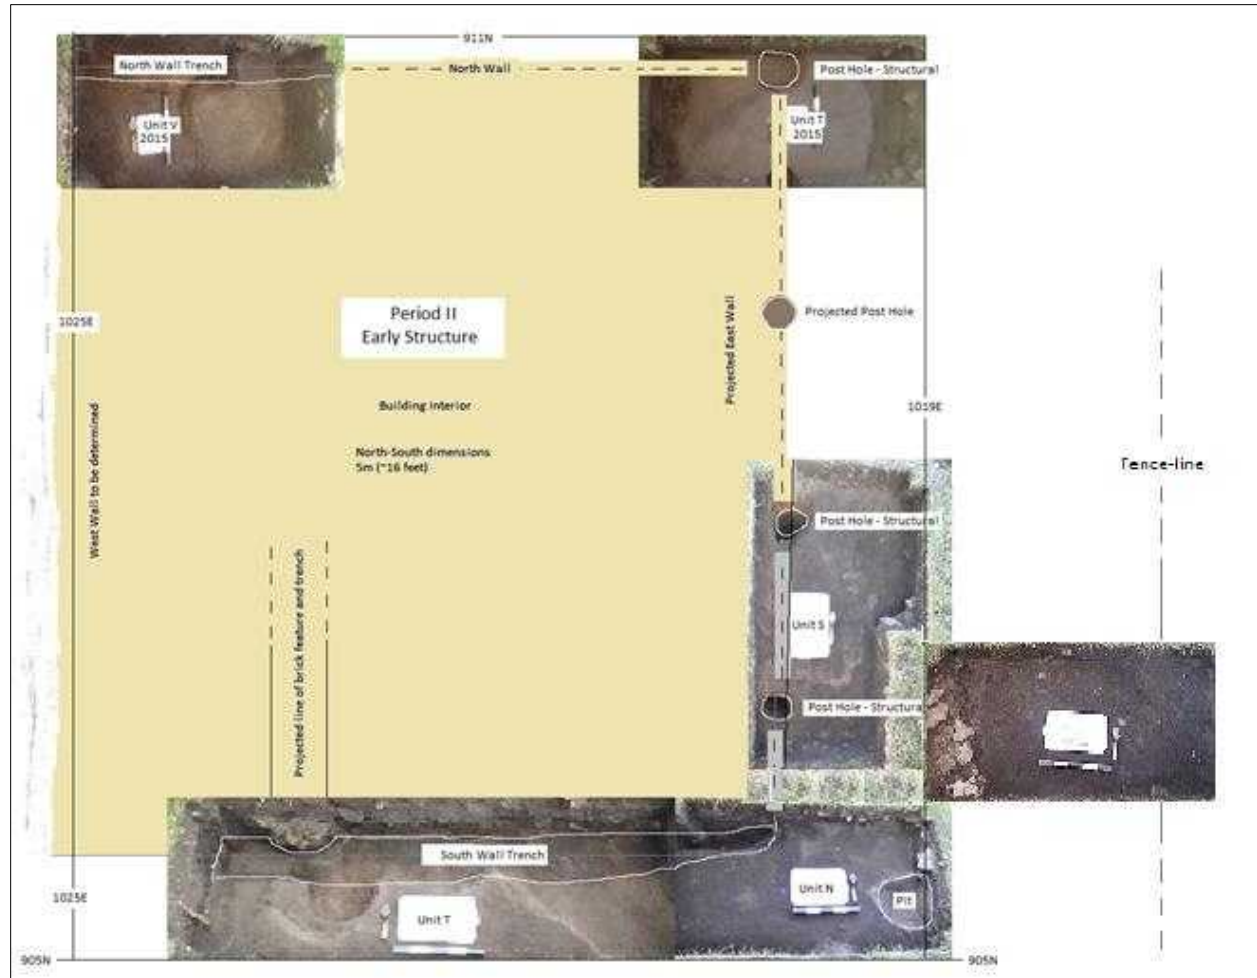 911N
North Wall Trench
North Wall
Post Hole - Structural
Unit V
2015
Unit T
2015
Period II
Early Structure
Projected East Wall
Projected Post Hole
1025E
Building Interior
1019E
West Wall to be determined
North-South dimensions
5m (~16 feet)
Fence-line
Post Hole - Structural
Projected line of brick feature and trench
Unit S
Post Hole - Structura
South Wall Trench
Unit N
Pit
1025E
Unit T
905N
905N